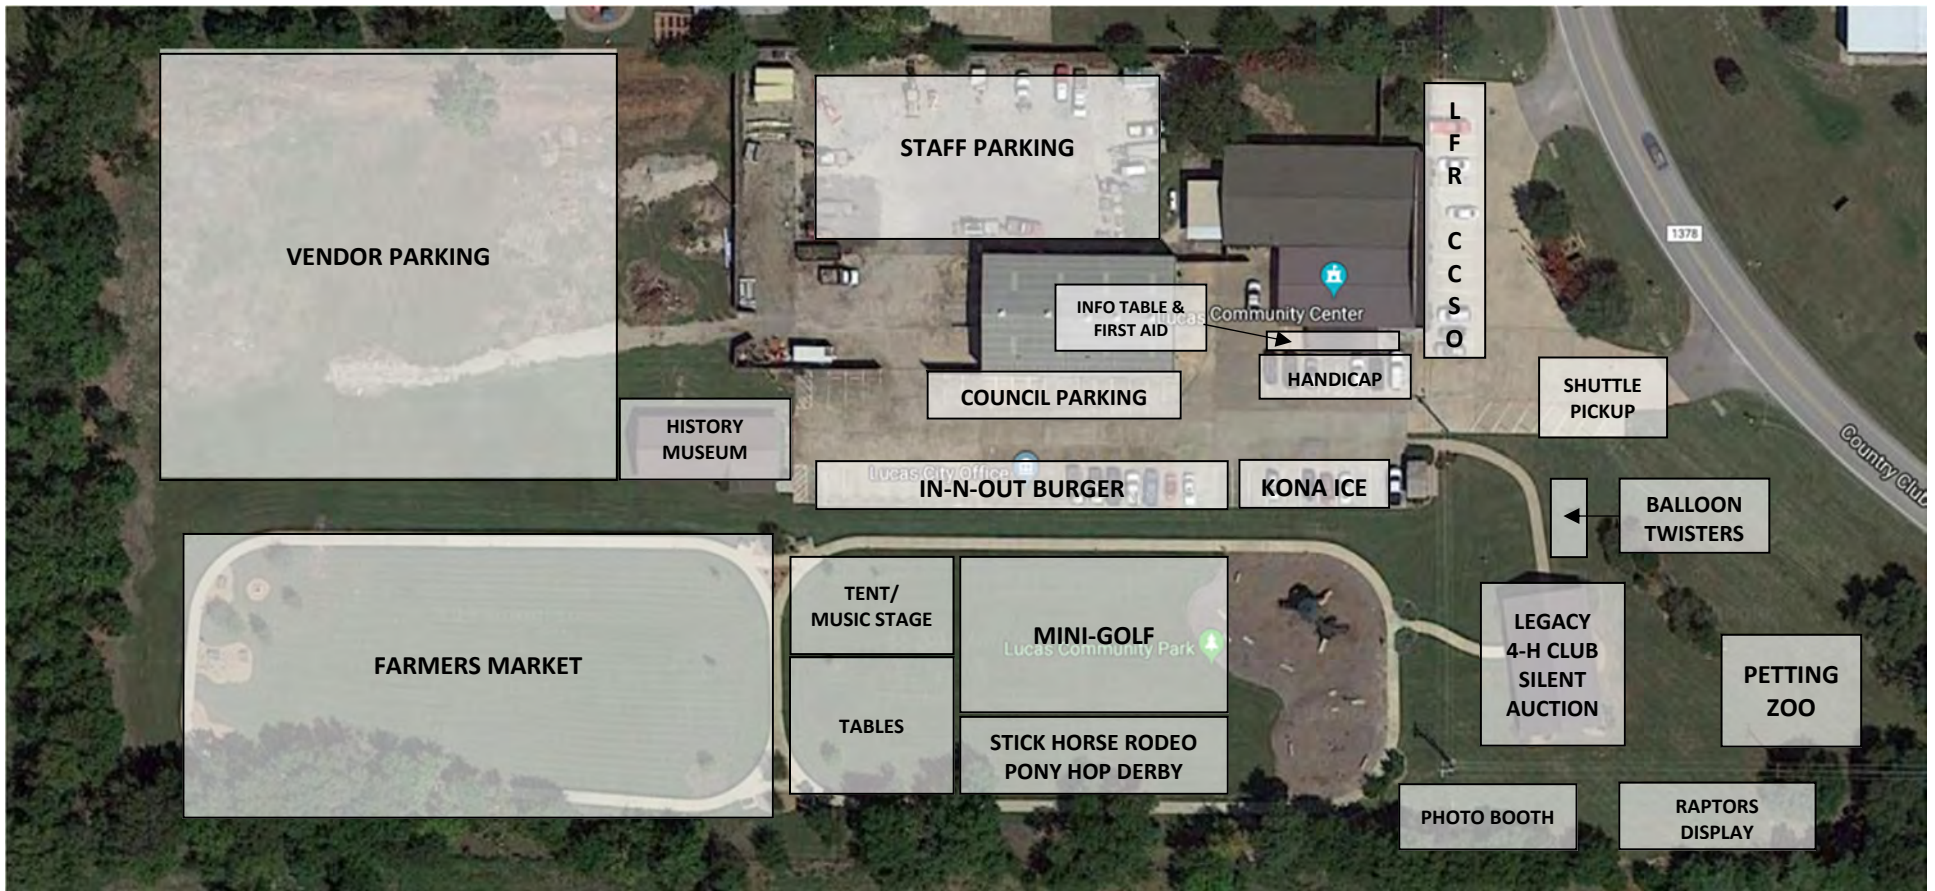 STAFF PARKING
L
F
R
C
C
S
O
VENDOR PARKING
1378
INFO TABLE &
FIRST AID
Lucas Community Center
HANDICAP
COUNCIL PARKING
SHUTTLE
PICKUP
HISTORY
MUSEUM
Country Club
Lucas City Office
IN-N-OUT BURGER
KONA ICE
BALLOON
TWISTERS
TENT/
MUSIC STAGE
MINI-GOLF
Lucas Community Park
FARMERS MARKET
LEGACY
4-H CLUB
SILENT
AUCTION
PETTING
ZOO
TABLES
STICK HORSE RODEO
PONY HOP DERBY
PHOTO BOOTH
RAPTORS
DISPLAY